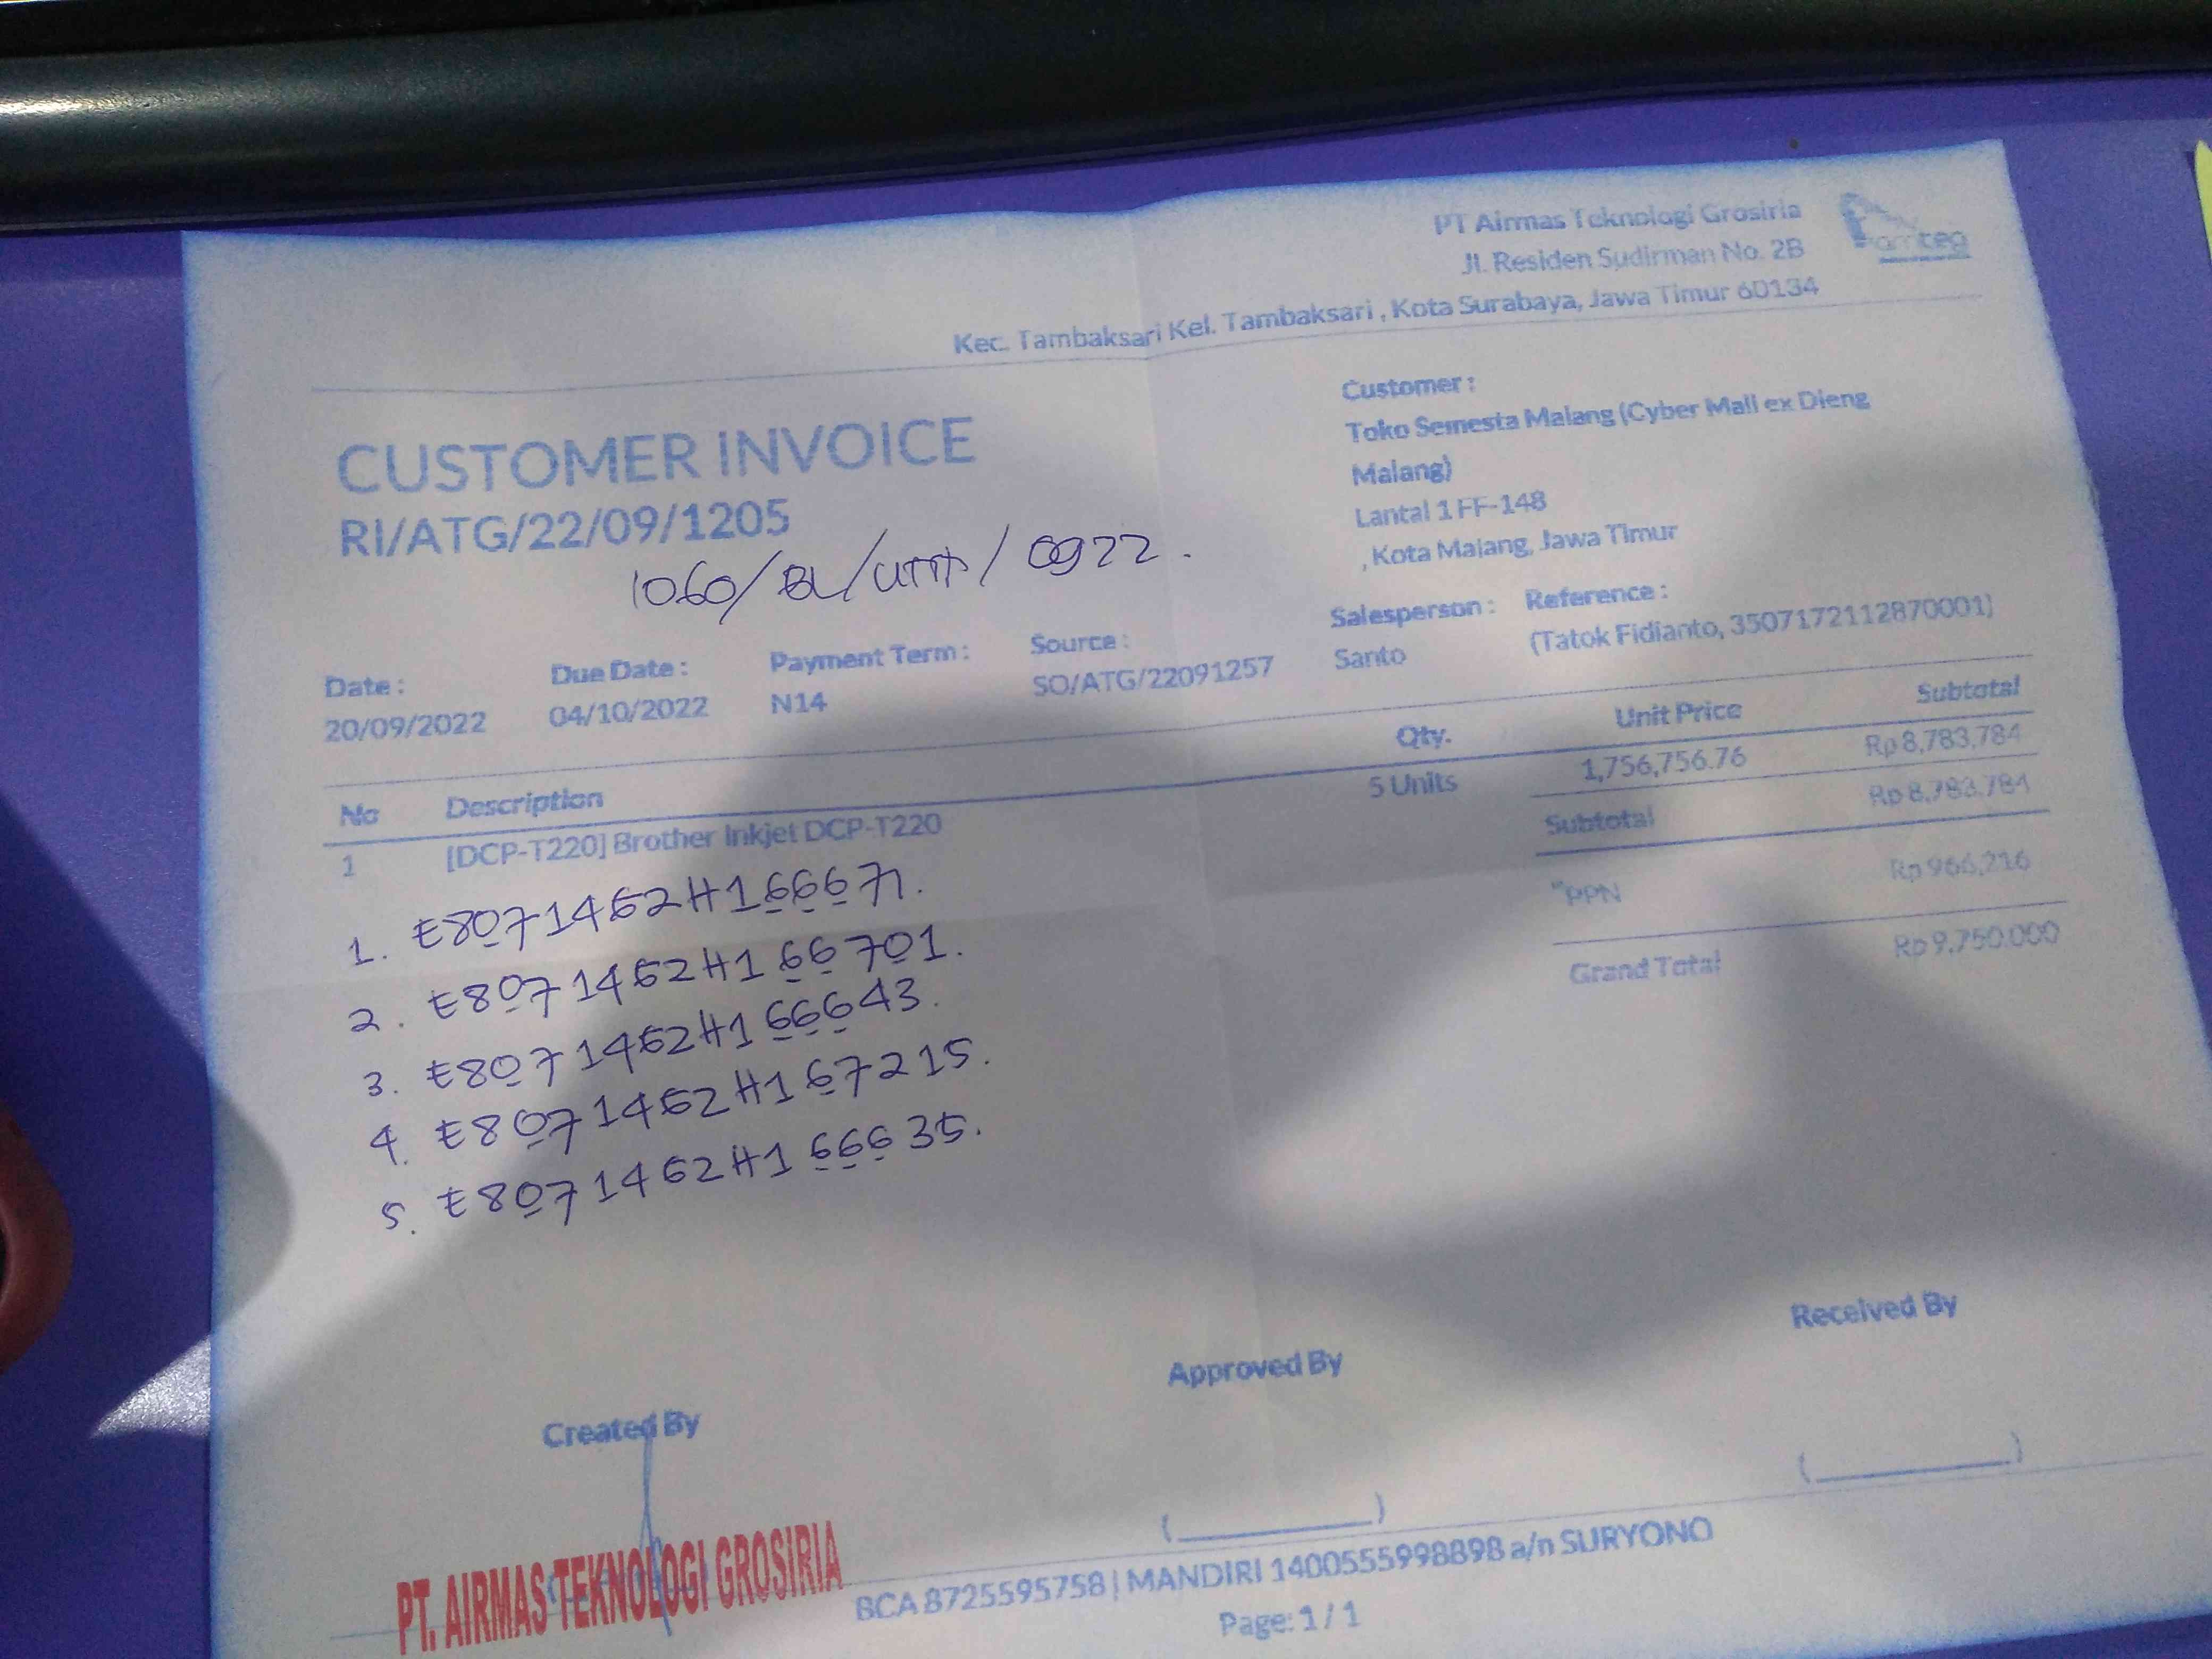 PT Airmas Teknologi Grosiria
Jl. Residen Sudirman No. 2B
Kec. Tambaksari Kel. Tambaksari , Kota Surabaya, Jawa Timur 60134
amteg
CUSTOMER INVOICE
RI/ATG/22/09/1205
1060/BL/UMP/0922.
Customer :
Toko Semesta Malang (Cyber Mall ex Dieng
Malang)
Lantai 1 FF-148
, Kota Malang, Jawa Timur
Date : Due Date : Payment Term : Source : Salesperson : Reference :
20/09/2022 04/10/2022 N14 SO/ATG/22091257 Santo (Tatok Fidianto, 3507172112870001)
No Description Qty. Unit Price Subtotal
1 [DCP-T220] Brother Inkjet DCP-T220 5 Units 1,756,756.76 Rp 8,783,784
Subtotal Rp 8,783,784
PPN Rp 966,216
Grand Total Rp 9,750,000
1. E8071462H166671.
2. E8071462H166701.
3. E8071462H166643.
4. E8071462H167215.
5. E8071462H166635.
Created By Approved By Received By
PT. AIRMAS TEKNOLOGI GROSIRIA
BCA 8725595758 | MANDIRI 1400555998898 a/n SURYONO
Page: 1 / 1